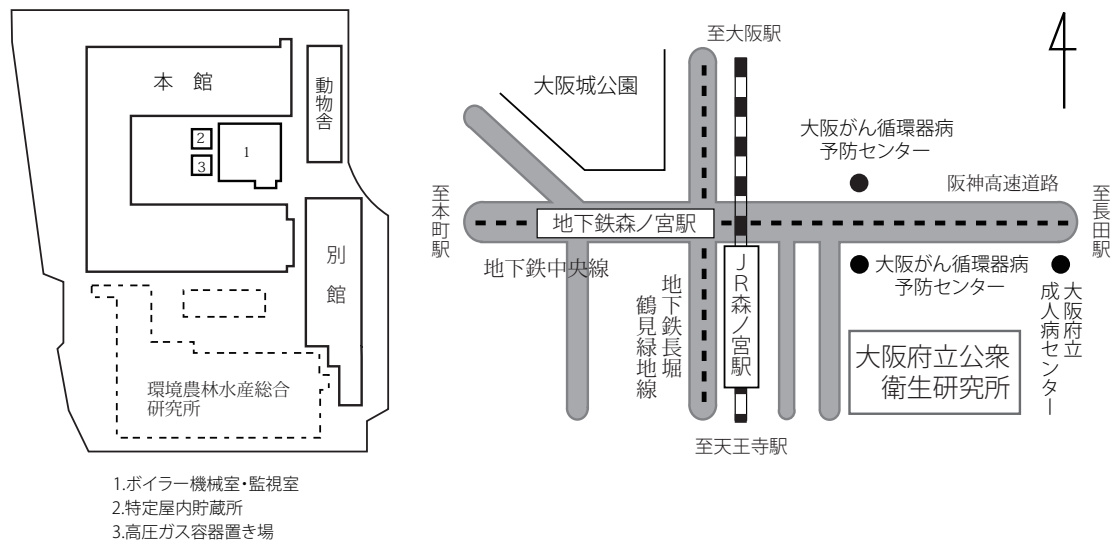 本 館
動物舎
2
3
1
別
館
環境農林水産総合
研究所
1.ボイラー機械室・監視室
2.特定屋内貯蔵所
3.高圧ガス容器置き場
至大阪駅
大阪城公園
4
大阪がん循環器病
予防センター
阪神高速道路
至本町駅
至長田駅
地下鉄森ノ宮駅
地下鉄中央線
地下鉄長堀
鶴見緑地線
JR森ノ宮駅
大阪がん循環器病
予防センター
大阪府立
成人病センター
大阪府立公衆
衛生研究所
至天王寺駅